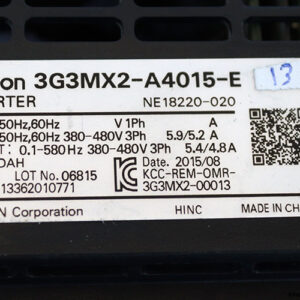 on 3G3MX2-A4015-E
13
RTER NE18220-020
50Hz,60Hz V 1Ph A
50Hz,60Hz 380-480V 3Ph 5.9/5.2 A
T: 0.1-580Hz 380-480V 3Ph 5.4/4.8A
DAH DATE: 2015/08
LOT No. 06815 KCC-REM-OMR-
13362010771 3G3MX2-00013
N Corporation HINC MADE IN CH